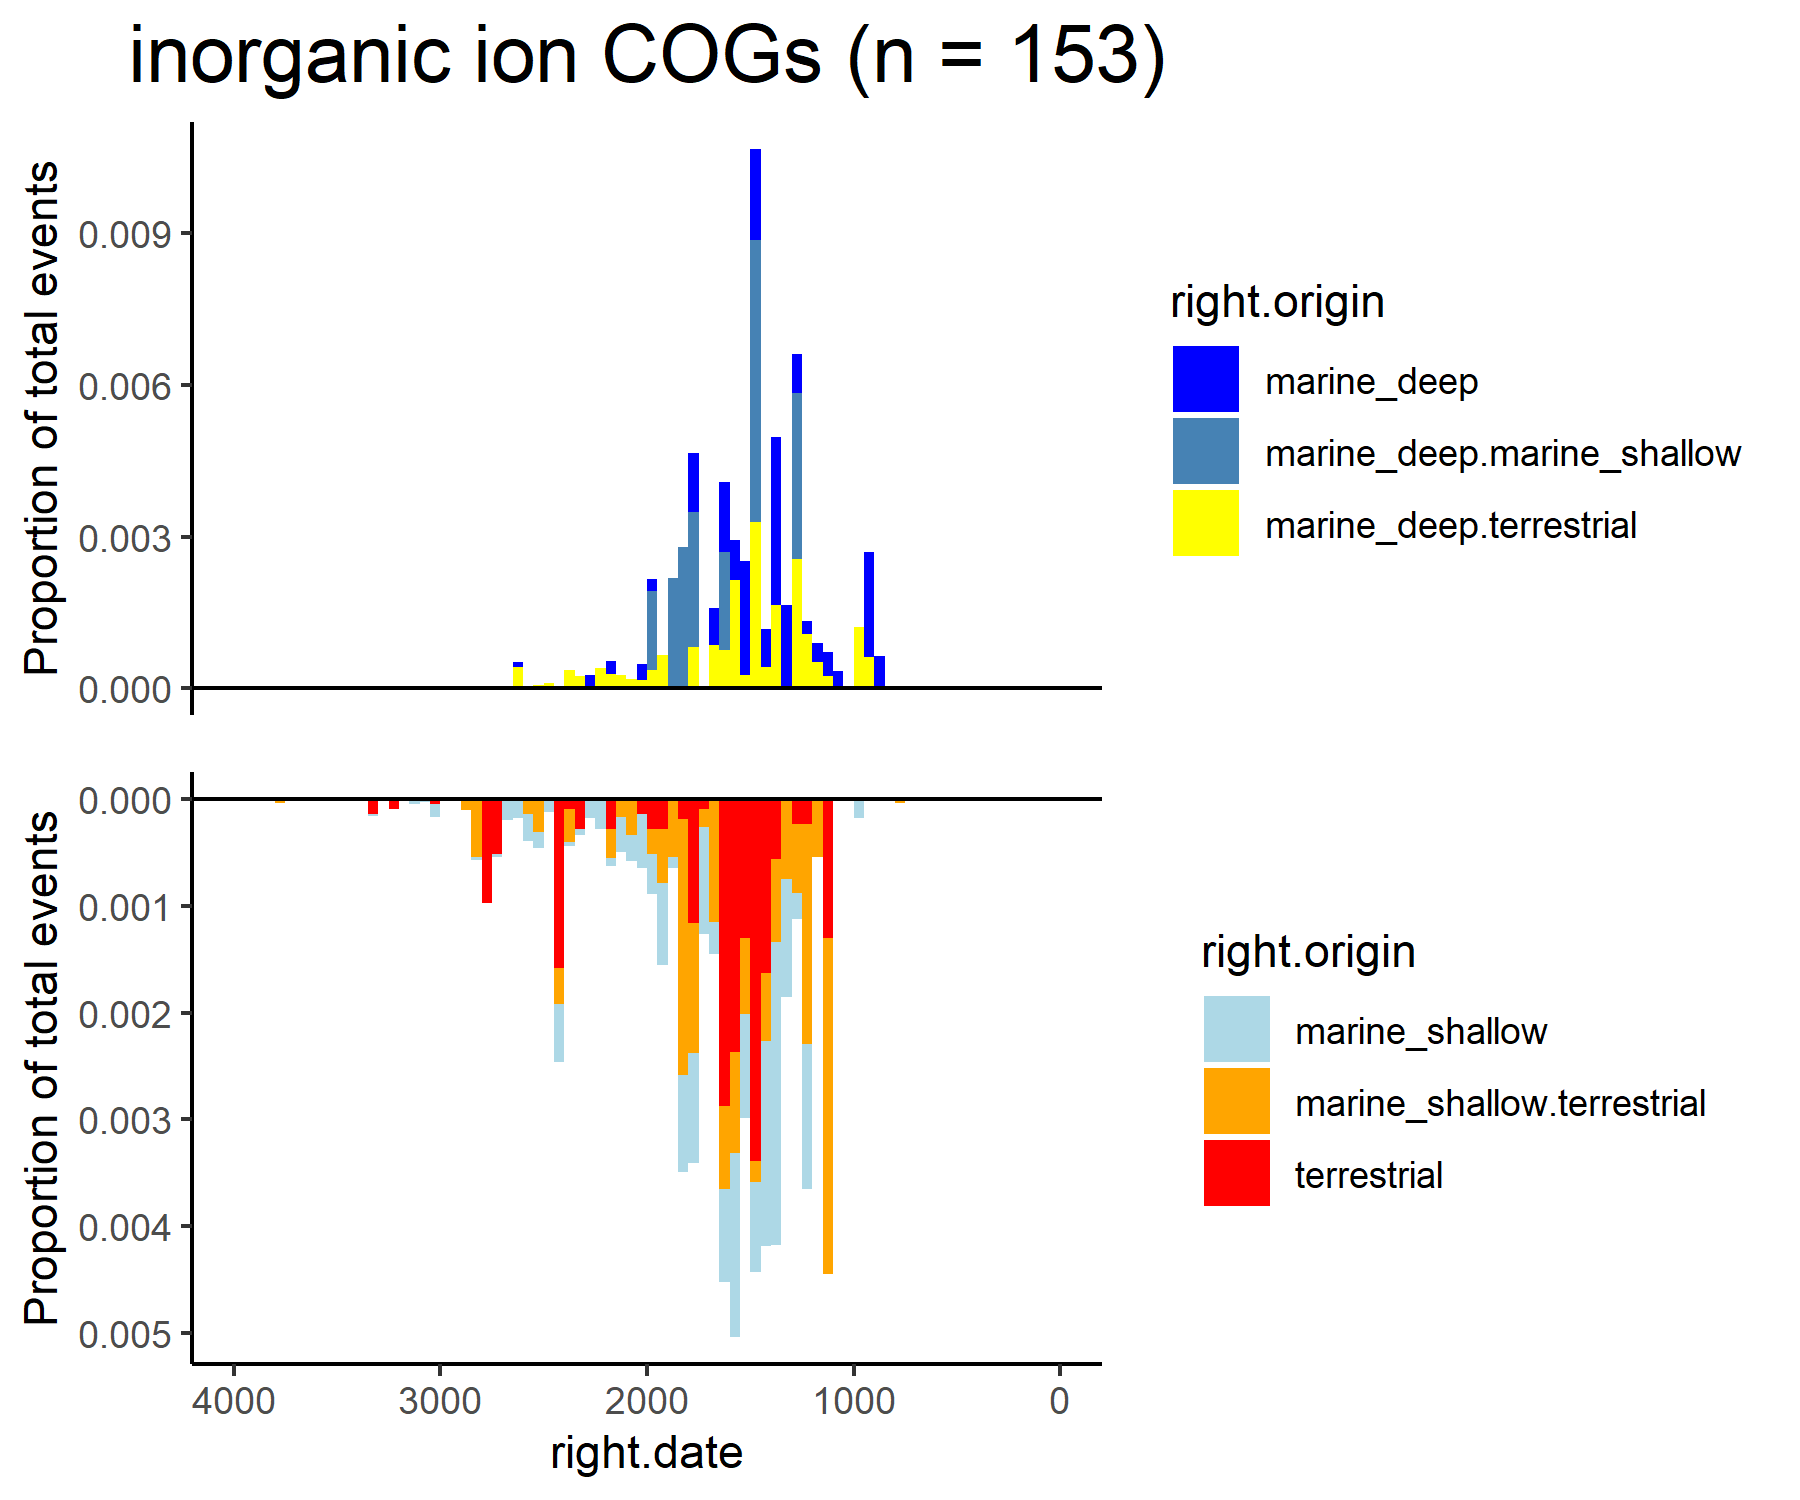 inorganic ion COGs (n = 153)
Proportion of total events
0.009
0.006
0.003
0.000
right.origin
marine_deep
marine_deep.marine_shallow
marine_deep.terrestrial
Proportion of total events
0.000
0.001
0.002
0.003
0.004
0.005
4000 3000 2000 1000 0
right.date
right.origin
marine_shallow
marine_shallow.terrestrial
terrestrial